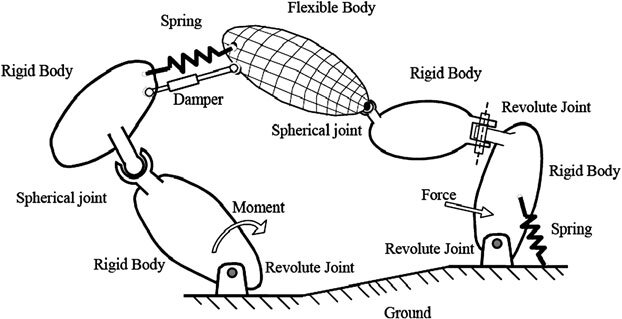 Flexible Body
Spring
Rigid Body
Damper
Rigid Body
Revolute Joint
Spherical joint
Rigid Body
Spherical joint
Moment
Force
Spring
Revolute Joint
Rigid Body
Revolute Joint
Ground